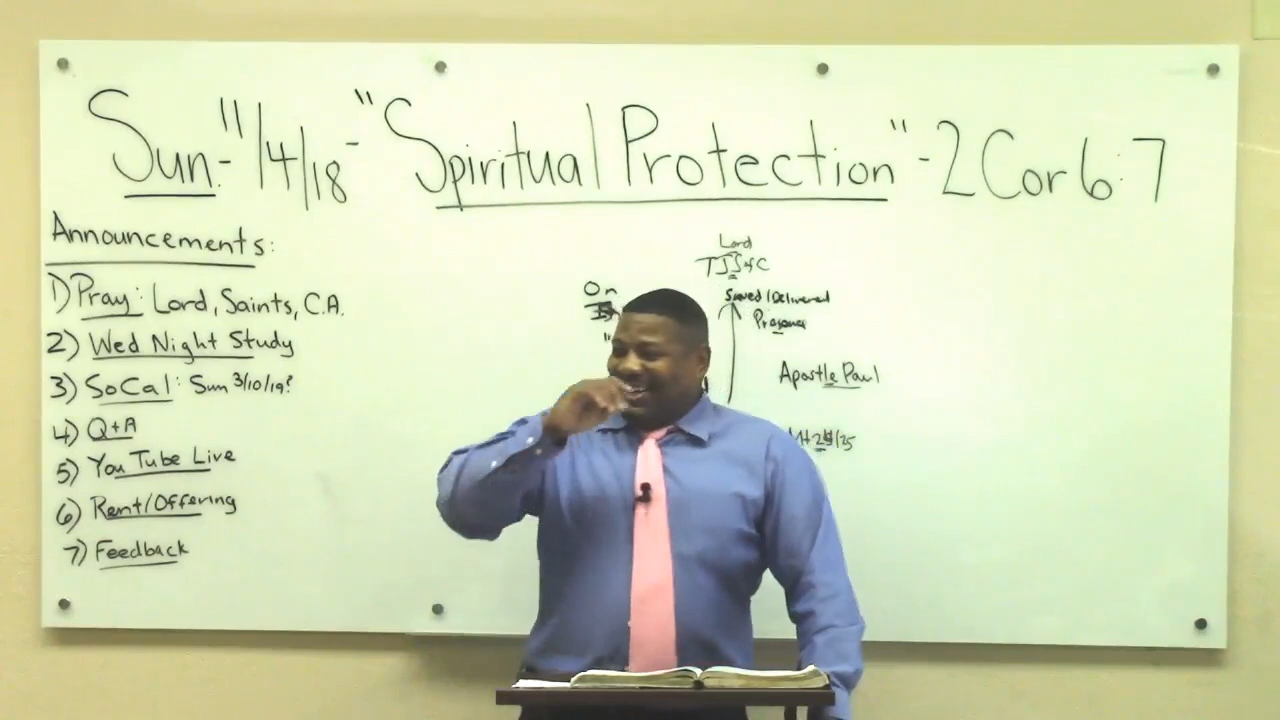 Sun.-"/4/18-"Spiritual Protection"-2 Cor 6:7
Announcements:
1) Pray: Lord, Saints, C.A.
2) Wed Night Study
3) SoCal: Sun 3/10/19?
4) Q+A
5) YouTube Live
6) Rent/Offering
7) Feedback
Lord
On
Saved/Delivered
Presence
Apostle Paul